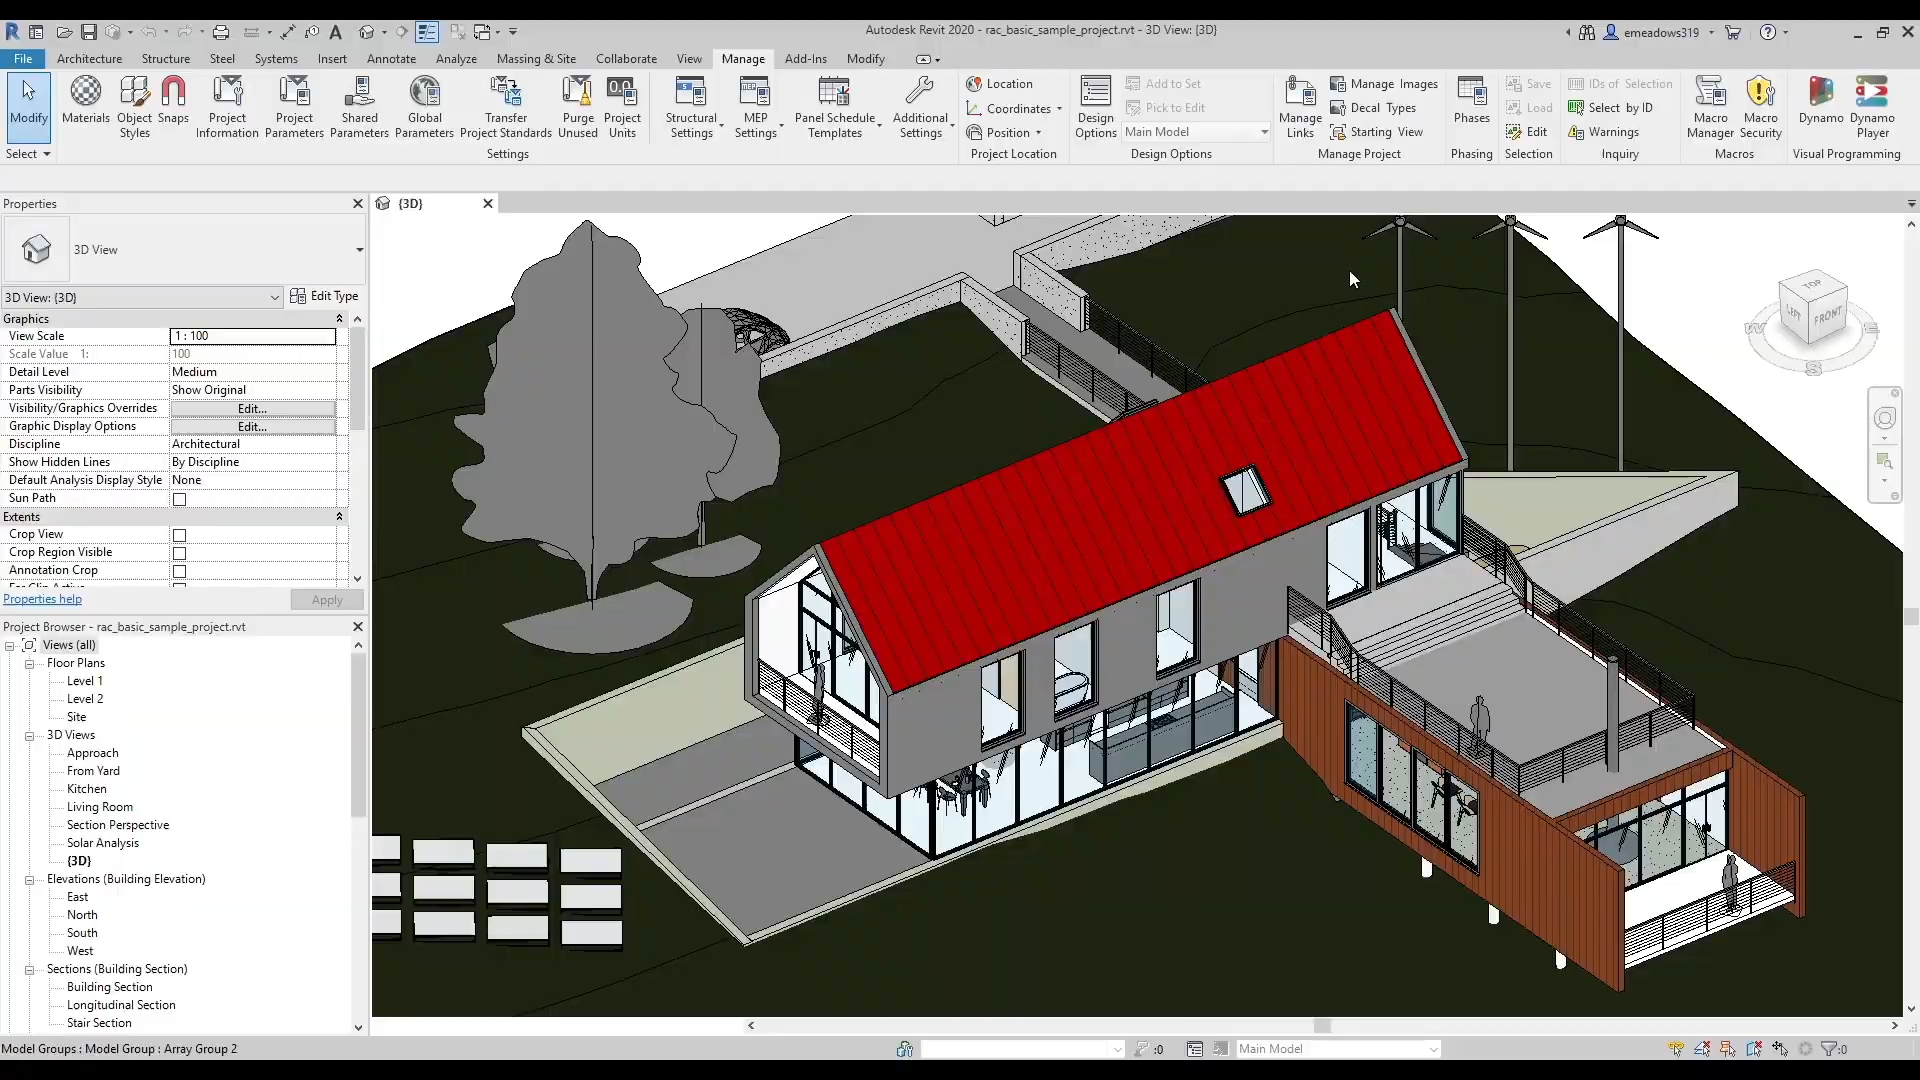 Autodesk Revit 2020 - rac_basic_sample_project.rvt - 3D View: {3D}
emeadows319
File Architecture Structure Steel Systems Insert Annotate Analyze Massing & Site Collaborate View Manage Add-Ins Modify
Modify
Materials
Object Styles
Snaps
Project Information
Project Parameters
Shared Parameters
Global Parameters
Transfer Project Standards
Purge Unused
Project Units
Structural Settings
MEP Settings
Panel Schedule Templates
Additional Settings
Location
Coordinates
Position
Design Options
Add to Set
Pick to Edit
Main Model
Manage Links
Manage Images
Decal Types
Starting View
Phases
Save
Load
Edit
IDs of Selection
Select by ID
Warnings
Macro Manager
Macro Security
Dynamo
Dynamo Player
Select
Settings
Project Location
Design Options
Manage Project
Phasing
Selection
Inquiry
Macros
Visual Programming
Properties
{3D}
3D View
3D View: {3D}
Edit Type
Graphics
View Scale 1 : 100
Scale Value 1: 100
Detail Level Medium
Parts Visibility Show Original
Visibility/Graphics Overrides Edit...
Graphic Display Options Edit...
Discipline Architectural
Show Hidden Lines By Discipline
Default Analysis Display Style None
Sun Path
Extents
Crop View
Crop Region Visible
Annotation Crop
Properties help
Apply
Project Browser - rac_basic_sample_project.rvt
Views (all)
Floor Plans
Level 1
Level 2
Site
3D Views
Approach
From Yard
Kitchen
Living Room
Section Perspective
Solar Analysis
{3D}
Elevations (Building Elevation)
East
North
South
West
Sections (Building Section)
Building Section
Longitudinal Section
Stair Section
TOP
LEFT
FRONT
W
E
S
Model Groups : Model Group : Array Group 2
:0
Main Model
:0